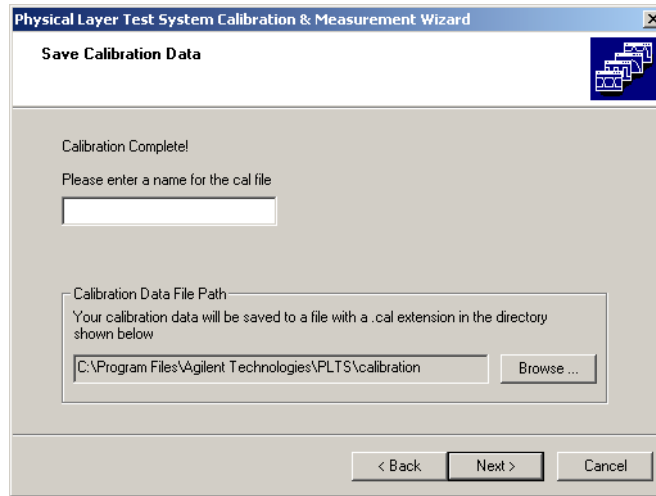 Physical Layer Test System Calibration & Measurement Wizard
Save Calibration Data
Calibration Complete!
Please enter a name for the cal file
Calibration Data File Path
Your calibration data will be saved to a file with a .cal extension in the directory
shown below
C:\Program Files\Agilent Technologies\PLTS\calibration
Browse ...
< Back
Next >
Cancel